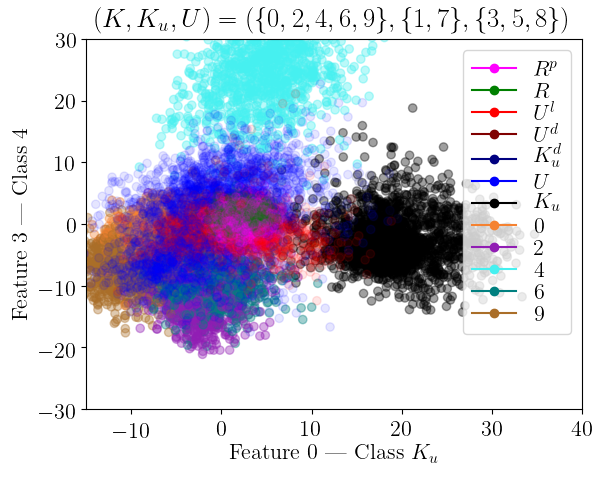 (K, K_u, U) = ({0, 2, 4, 6, 9}, {1, 7}, {3, 5, 8})
30
20
10
0
−10
−20
−30
Feature 3 — Class 4
R^p
R
U^l
U^d
K_u^d
U
K_u
0
2
4
6
9
−10
0
10
20
30
40
Feature 0 — Class K_u